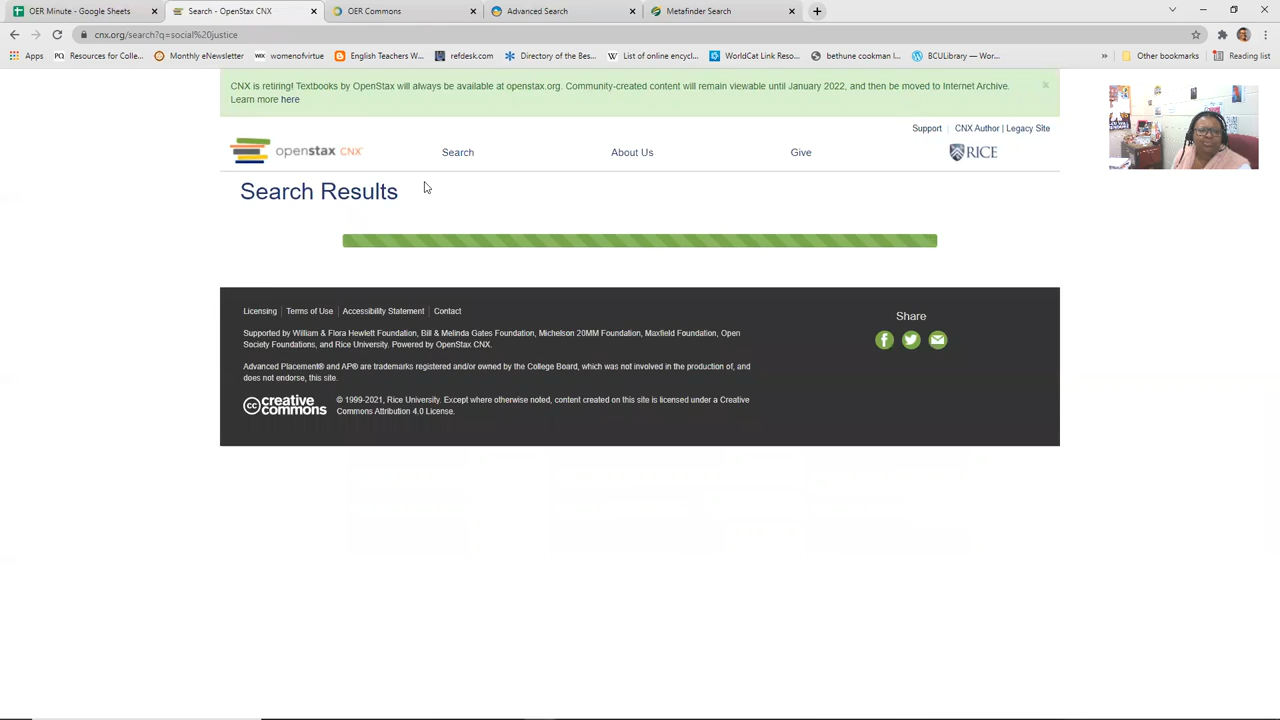 OER Minute - Google Sheets
Search - OpenStax CNX
OER Commons
Advanced Search
Metafinder Search
cnx.org/search?q=social%20justice
Apps
Resources for Colle...
Monthly eNewsletter
WIX womenofvirtue
English Teachers W...
refdesk.com
Directory of the Bes...
List of online encycl...
WorldCat Link Reso...
bethune cookman l...
BCULibrary — Wor...
Other bookmarks
Reading list
CNX is retiring! Textbooks by OpenStax will always be available at openstax.org. Community-created content will remain viewable until January 2022, and then be moved to Internet Archive.
Learn more here
Support | CNX Author | Legacy Site
openstax CNX
Search
About Us
Give
RICE
Search Results
Licensing | Terms of Use | Accessibility Statement | Contact
Supported by William & Flora Hewlett Foundation, Bill & Melinda Gates Foundation, Michelson 20MM Foundation, Maxfield Foundation, Open
Society Foundations, and Rice University. Powered by OpenStax CNX.
Advanced Placement® and AP® are trademarks registered and/or owned by the College Board, which was not involved in the production of, and
does not endorse, this site.
creative commons
© 1999-2021, Rice University. Except where otherwise noted, content created on this site is licensed under a Creative
Commons Attribution 4.0 License.
Share